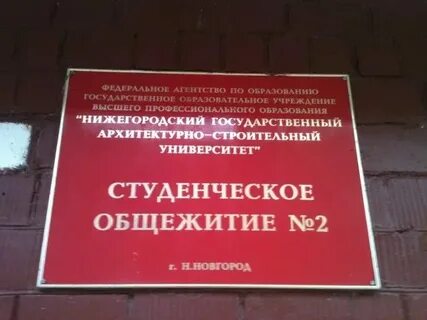 ФЕДЕРАЛЬНОЕ АГЕНТСТВО ПО ОБРАЗОВАНИЮ
ГОСУДАРСТВЕННОЕ ОБРАЗОВАТЕЛЬНОЕ УЧРЕЖДЕНИЕ
ВЫСШЕГО ПРОФЕССИОНАЛЬНОГО ОБРАЗОВАНИЯ
"НИЖЕГОРОДСКИЙ ГОСУДАРСТВЕННЫЙ
АРХИТЕКТУРНО-СТРОИТЕЛЬНЫЙ
УНИВЕРСИТЕТ"
СТУДЕНЧЕСКОЕ
ОБЩЕЖИТИЕ №2
г. Н.НОВГОРОД